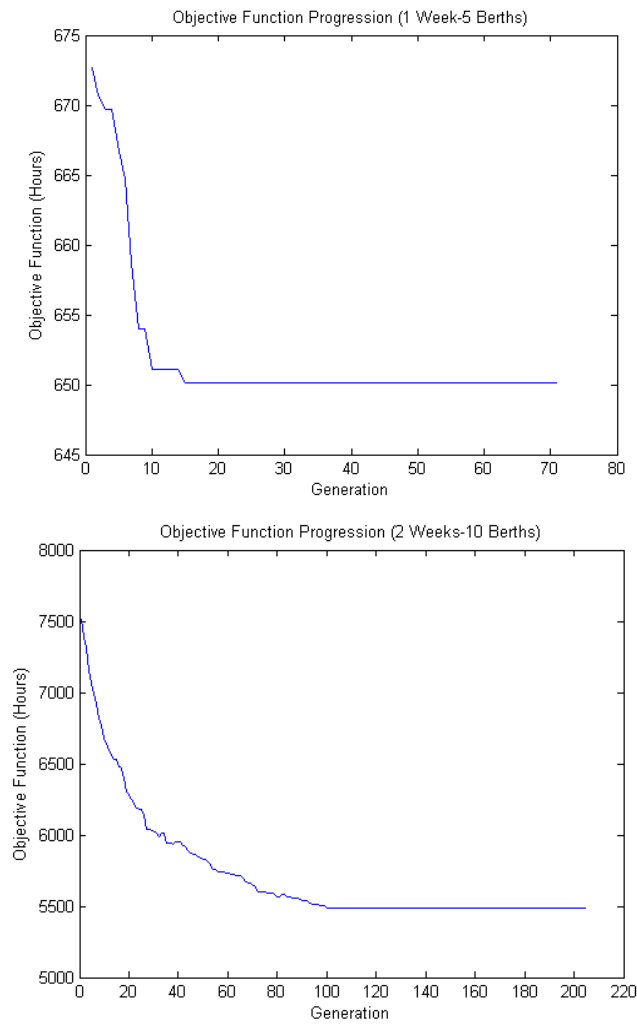 Objective Function Progression (1 Week-5 Berths)
675
670
665
660
655
650
645
Objective Function (Hours)
0 10 20 30 40 50 60 70 80
Generation
Objective Function Progression (2 Weeks-10 Berths)
8000
7500
7000
6500
6000
5500
5000
Objective Function (Hours)
0 20 40 60 80 100 120 140 160 180 200 220
Generation